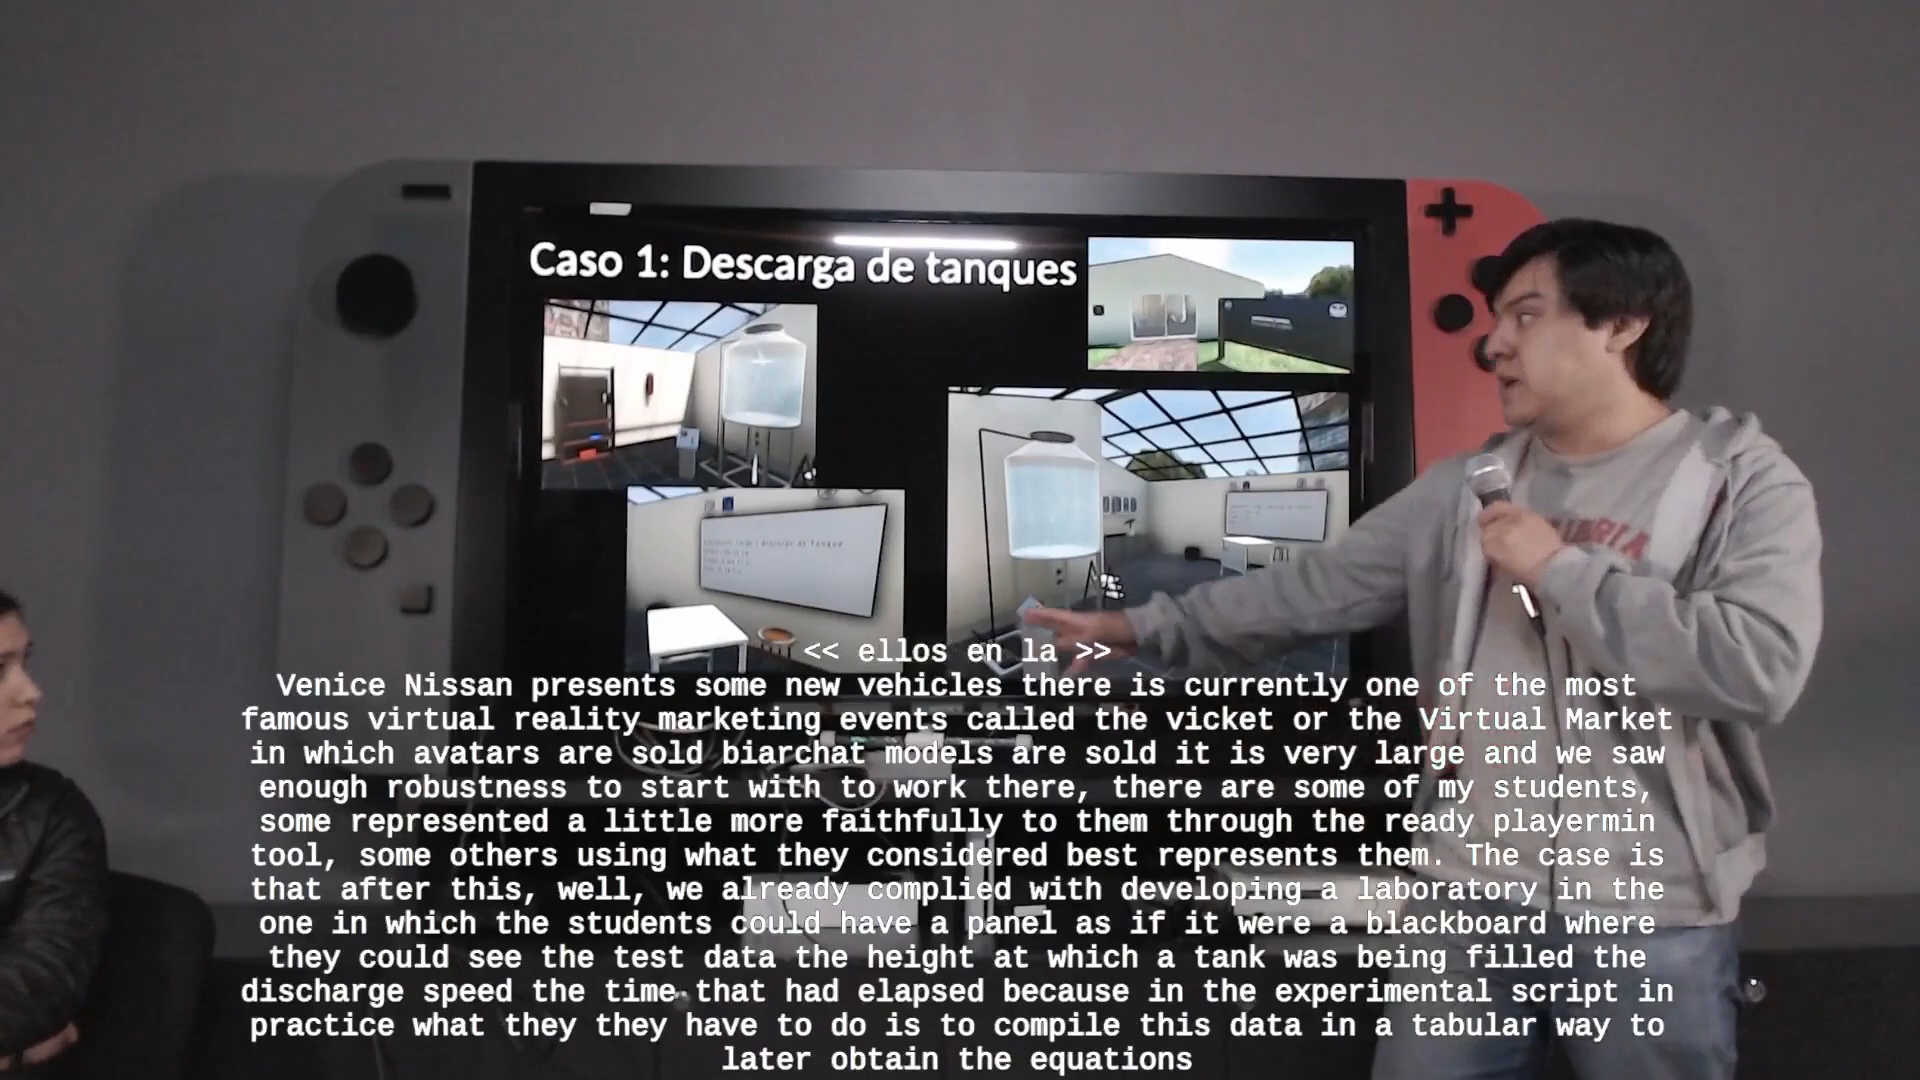 Caso 1: Descarga de tanques
<< ellos en la >>
Venice Nissan presents some new vehicles there is currently one of the most
famous virtual reality marketing events called the vicket or the Virtual Market
in which avatars are sold biarchat models are sold it is very large and we saw
enough robustness to start with to work there, there are some of my students,
some represented a little more faithfully to them through the ready playermin
tool, some others using what they considered best represents them. The case is
that after this, well, we already complied with developing a laboratory in the
one in which the students could have a panel as if it were a blackboard where
they could see the test data the height at which a tank was being filled the
discharge speed the time that had elapsed because in the experimental script in
practice what they they have to do is to compile this data in a tabular way to
later obtain the equations